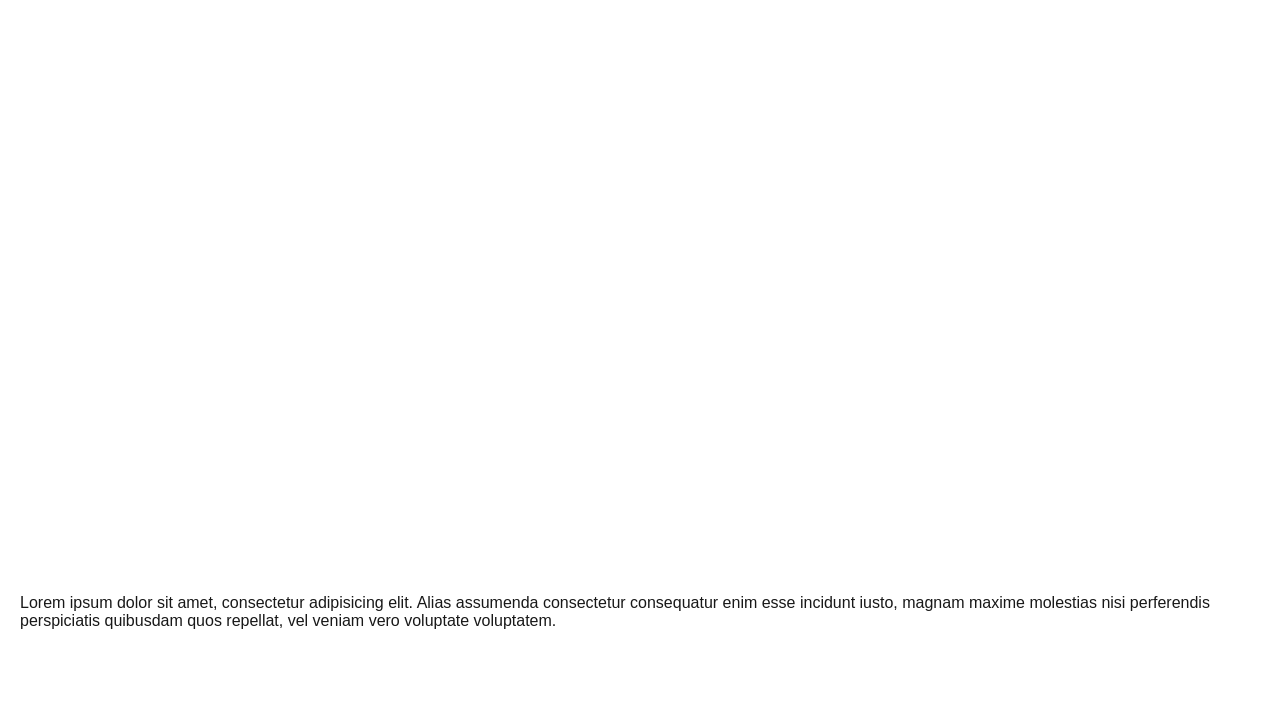 Lorem ipsum dolor sit amet, consectetur adipisicing elit. Alias assumenda consectetur consequatur enim esse incidunt iusto, magnam maxime molestias nisi perferendis
perspiciatis quibusdam quos repellat, vel veniam vero voluptate voluptatem.